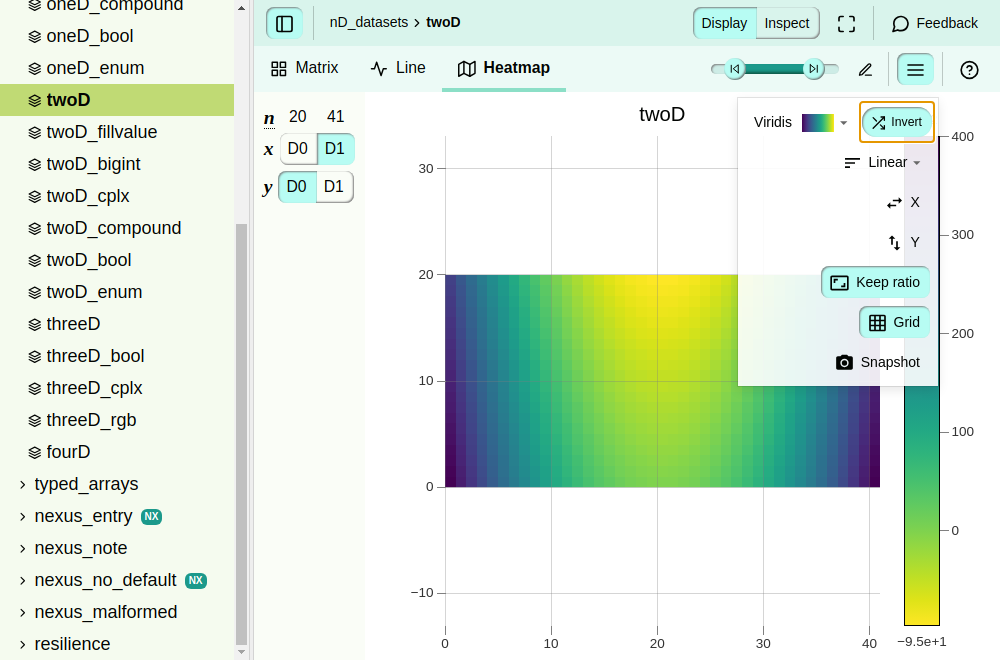 oneD_compound
oneD_bool
oneD_enum
twoD
twoD_fillvalue
twoD_bigint
twoD_cplx
twoD_compound
twoD_bool
twoD_enum
threeD
threeD_bool
threeD_cplx
threeD_rgb
fourD
typed_arrays
nexus_entry NX
nexus_note
nexus_no_default NX
nexus_malformed
resilience
nD_datasets › twoD
Display Inspect
Feedback
Matrix Line Heatmap
n 20 41
x D0 D1
y D0 D1
twoD
Viridis Invert
Linear
X
Y
Keep ratio
Grid
Snapshot
30
20
10
0
−10
0 10 20 30 40
400
300
200
100
0
−9.5e+1